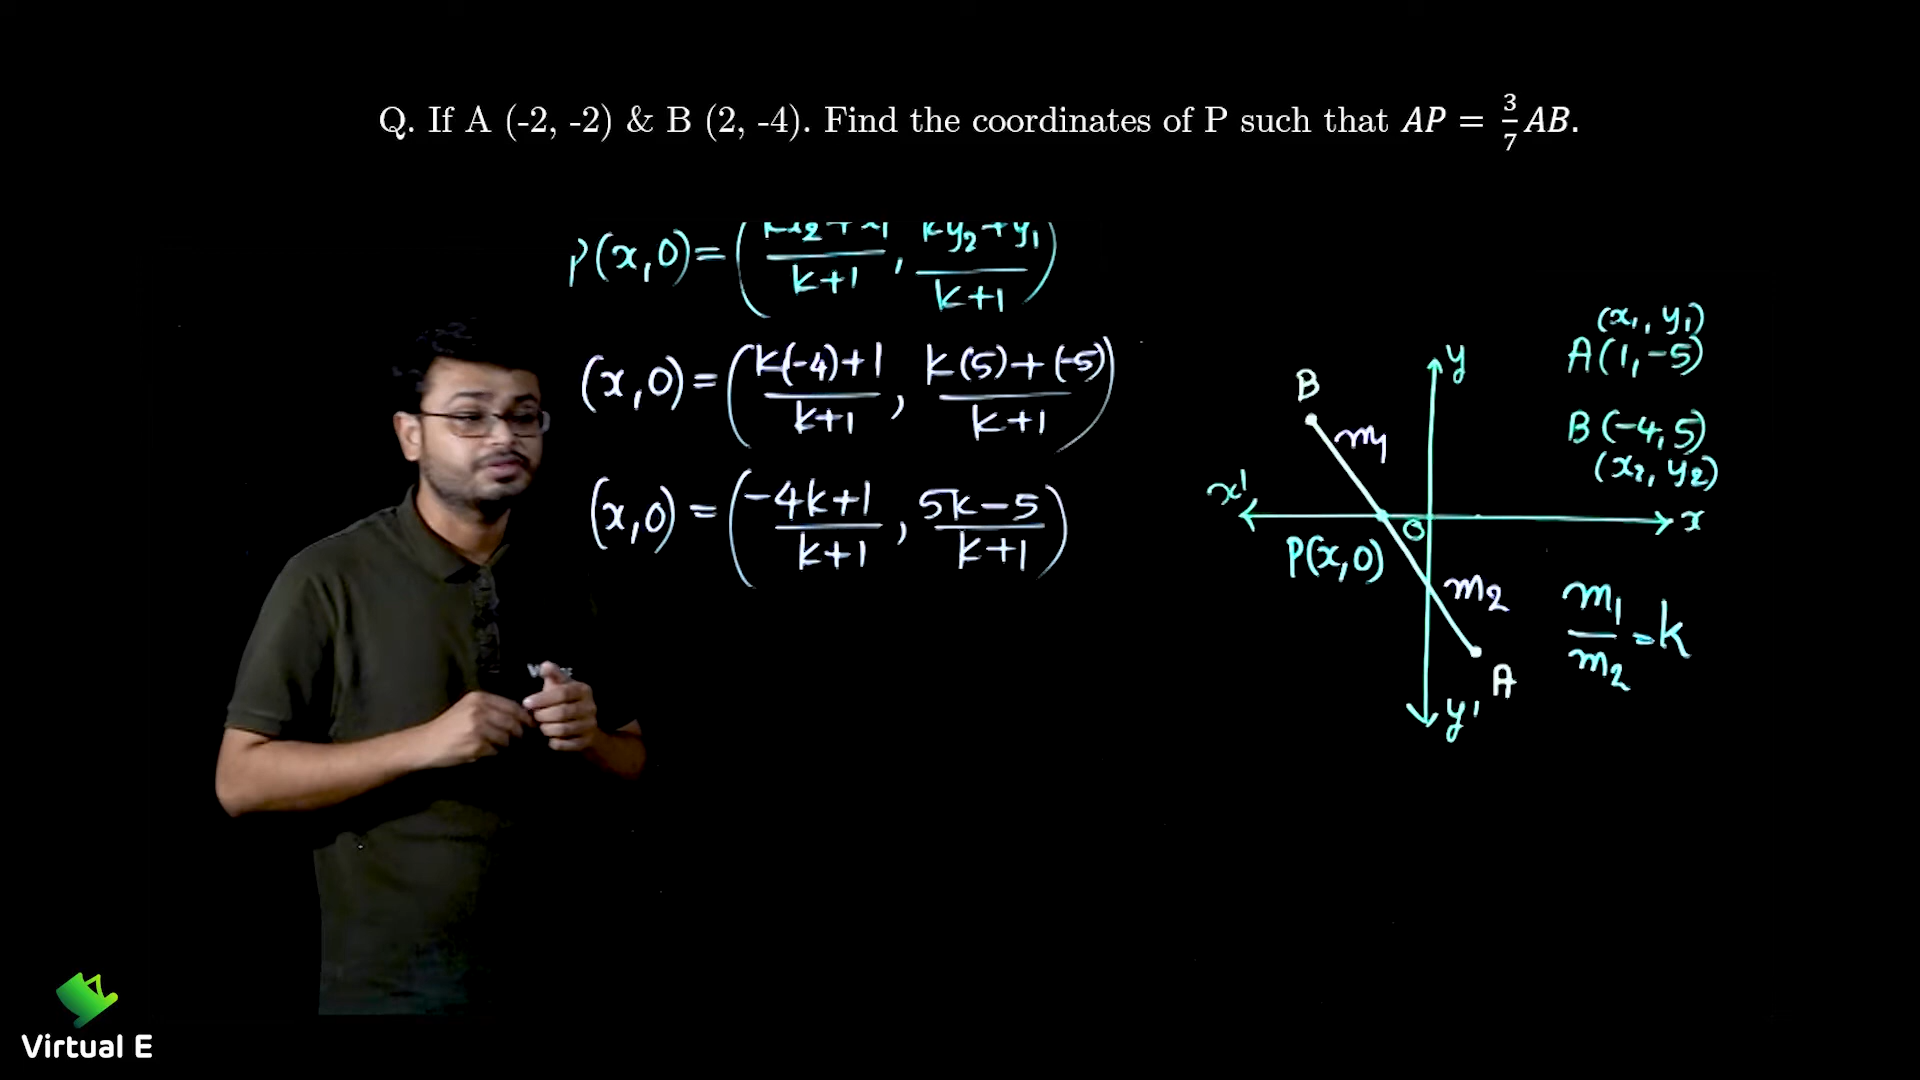 Q. If A (-2, -2) & B (2, -4). Find the coordinates of P such that AP = 3/7 AB.
P(x,0)=(kx2+x1/k+1, ky2+y1/k+1)
(x,0)=(k(-4)+1/k+1, k(5)+(-5)/k+1)
(x,0)=(-4k+1/k+1, 5k-5/k+1)
(x1, y1)
A(1,-5)
B(-4,5)
(x2, y2)
y
B
m1
x'
O
x
P(x,0)
m2
A
y'
m1/m2=k
Virtual E